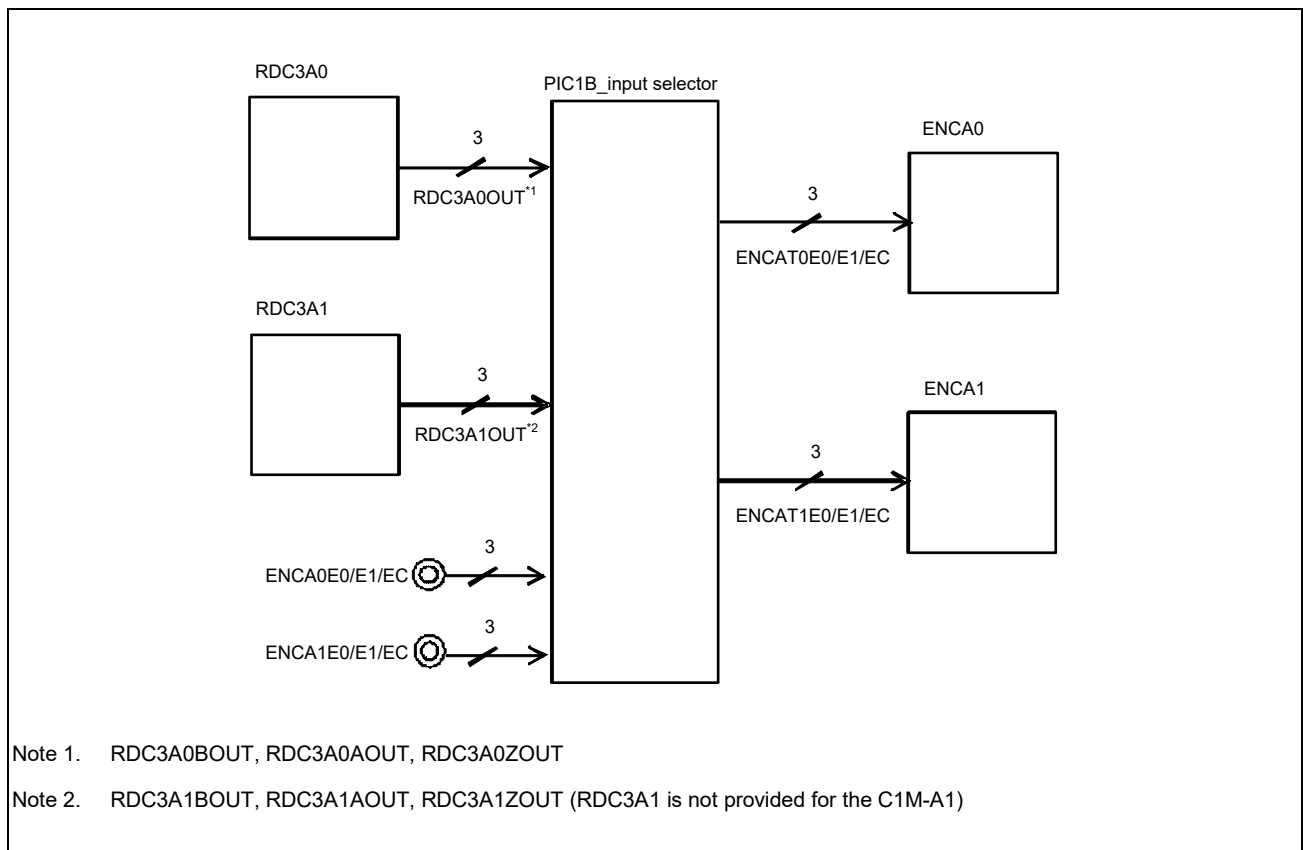 RDC3A0
PIC1B_input selector
3
RDC3A0OUT*1
ENCA0
3
ENCAT0E0/E1/EC
RDC3A1
3
RDC3A1OUT*2
ENCA1
3
ENCAT1E0/E1/EC
3
ENCA0E0/E1/EC
3
ENCA1E0/E1/EC
Note 1. RDC3A0BOUT, RDC3A0AOUT, RDC3A0ZOUT
Note 2. RDC3A1BOUT, RDC3A1AOUT, RDC3A1ZOUT (RDC3A1 is not provided for the C1M-A1)